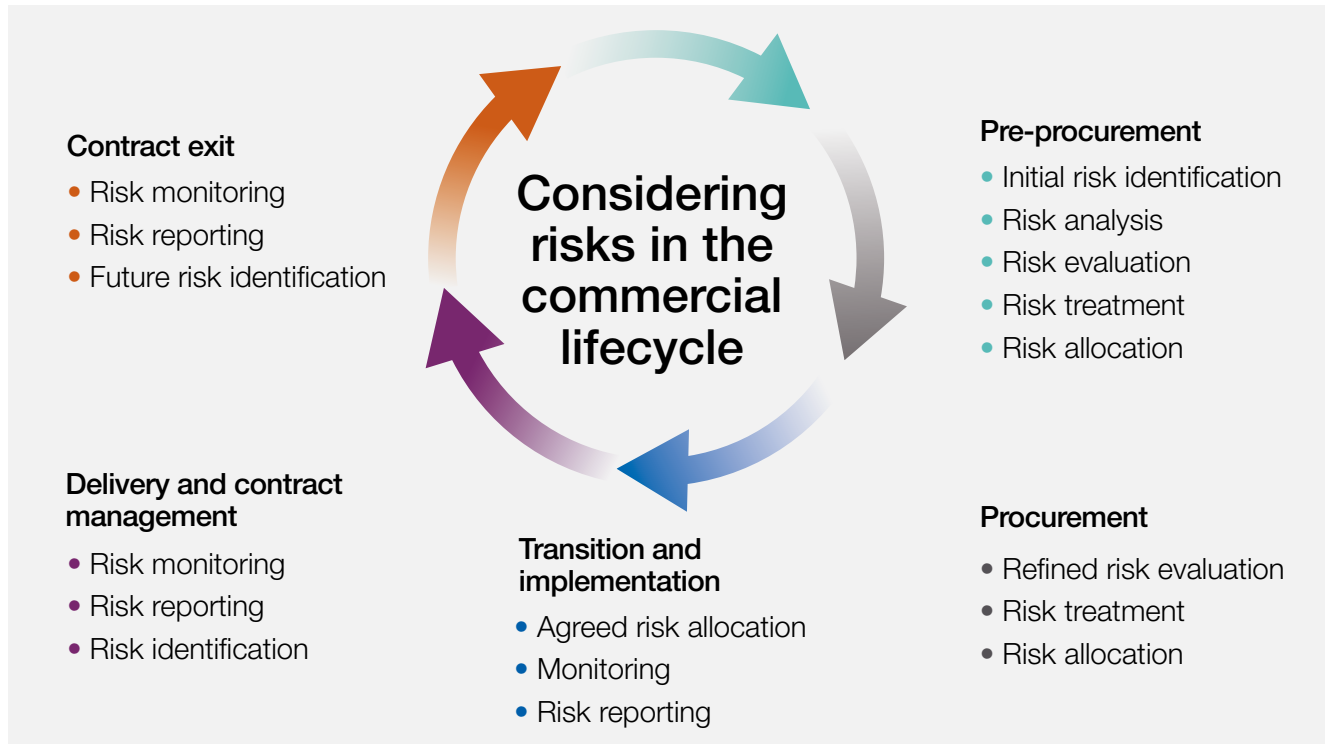 Considering
risks in the
commercial
lifecycle
Pre-procurement
• Initial risk identification
• Risk analysis
• Risk evaluation
• Risk treatment
• Risk allocation
Procurement
• Refined risk evaluation
• Risk treatment
• Risk allocation
Transition and
implementation
• Agreed risk allocation
• Monitoring
• Risk reporting
Delivery and contract
management
• Risk monitoring
• Risk reporting
• Risk identification
Contract exit
• Risk monitoring
• Risk reporting
• Future risk identification